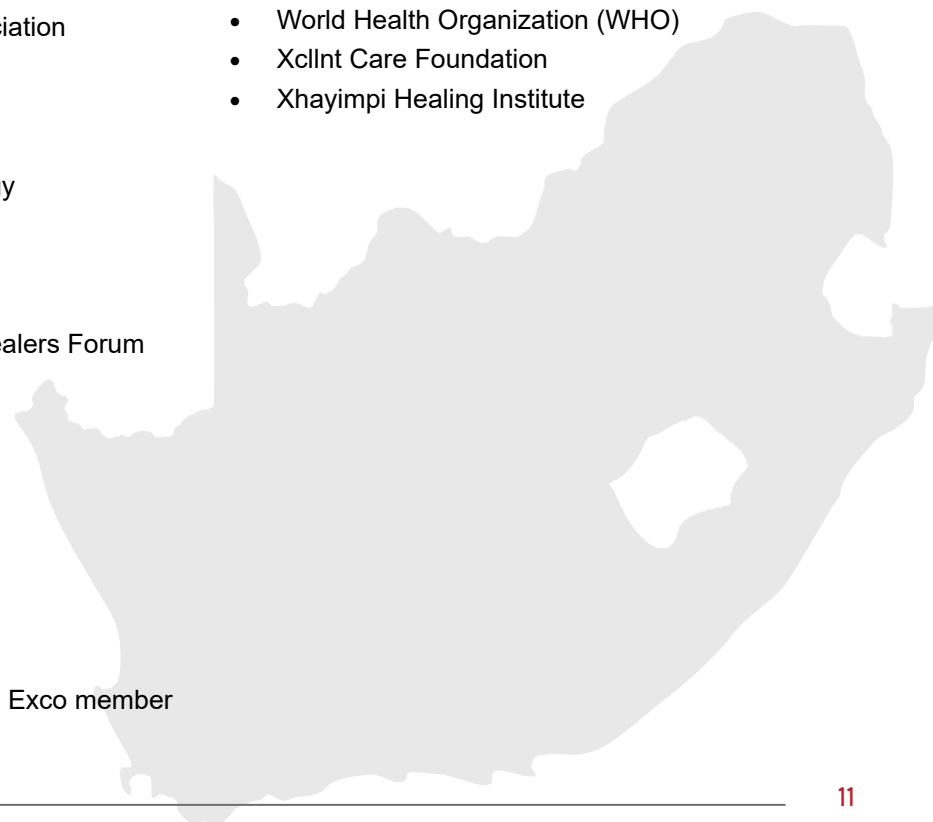 ciation
y
ealers Forum
Exco member
• World Health Organization (WHO)
• Xcllnt Care Foundation
• Xhayimpi Healing Institute
11